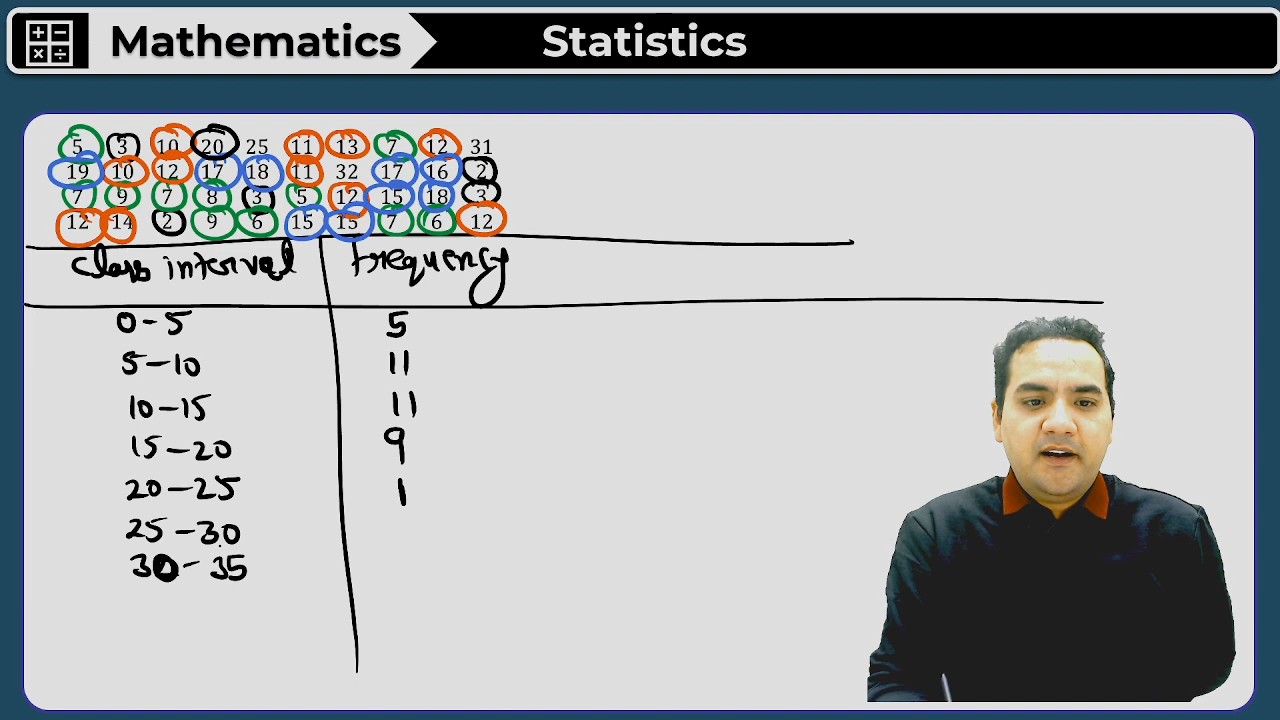 Mathematics
Statistics
5 3 10 20 25 11 13 7 12 31
19 10 12 17 18 11 32 17 16 2
7 9 7 8 3 5 12 15 18 3
12 14 2 9 6 15 15 7 6 12
Class interval frequency
0-5 5
5-10 11
10-15 11
15-20 9
20-25 1
25-30
30-35